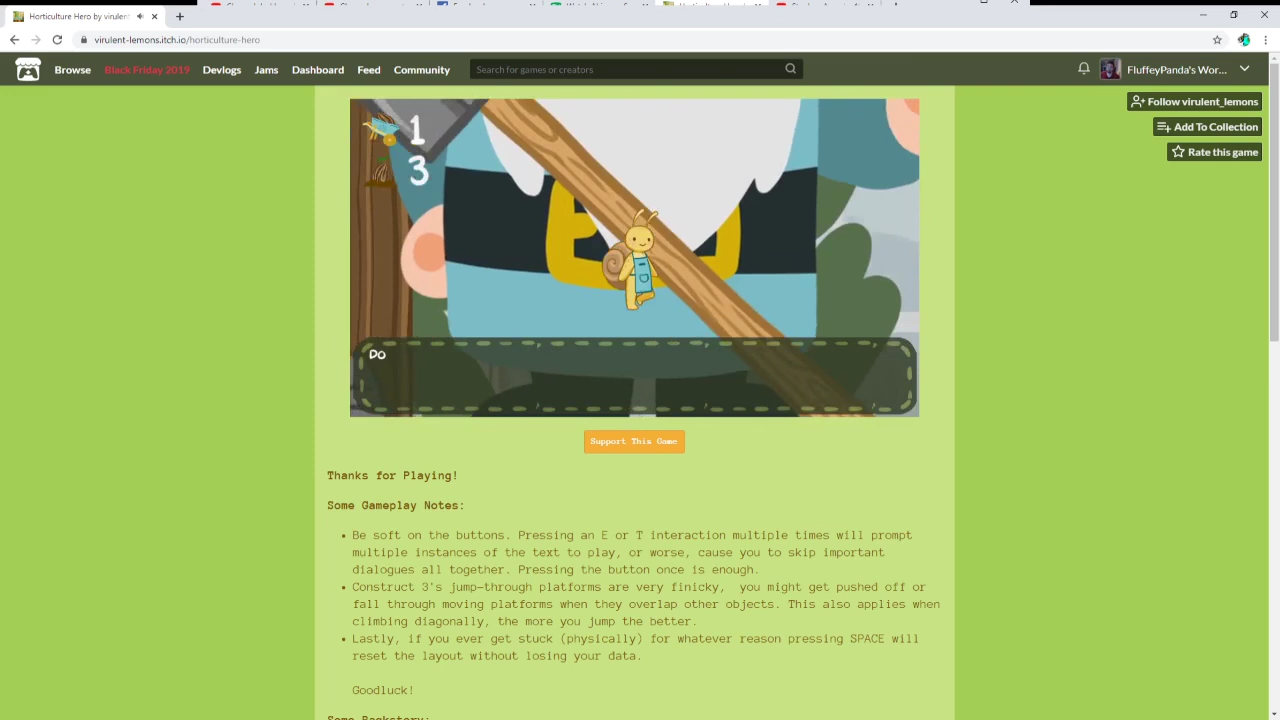 Horticulture Hero by virulent
virulent-lemons.itch.io/horticulture-hero
Browse Black Friday 2019 Devlogs Jams Dashboard Feed Community Search for games or creators FluffeyPanda's Wor...
Follow virulent_lemons
Add To Collection
Rate this game
1
3
Do
Support This Game
Thanks for Playing!
Some Gameplay Notes:
• Be soft on the buttons. Pressing an E or T interaction multiple times will prompt
multiple instances of the text to play, or worse, cause you to skip important
dialogues all together. Pressing the button once is enough.
• Construct 3's jump-through platforms are very finicky, you might get pushed off or
fall through moving platforms when they overlap other objects. This also applies when
climbing diagonally, the more you jump the better.
• Lastly, if you ever get stuck (physically) for whatever reason pressing SPACE will
reset the layout without losing your data.
Goodluck!
Some Backstory: